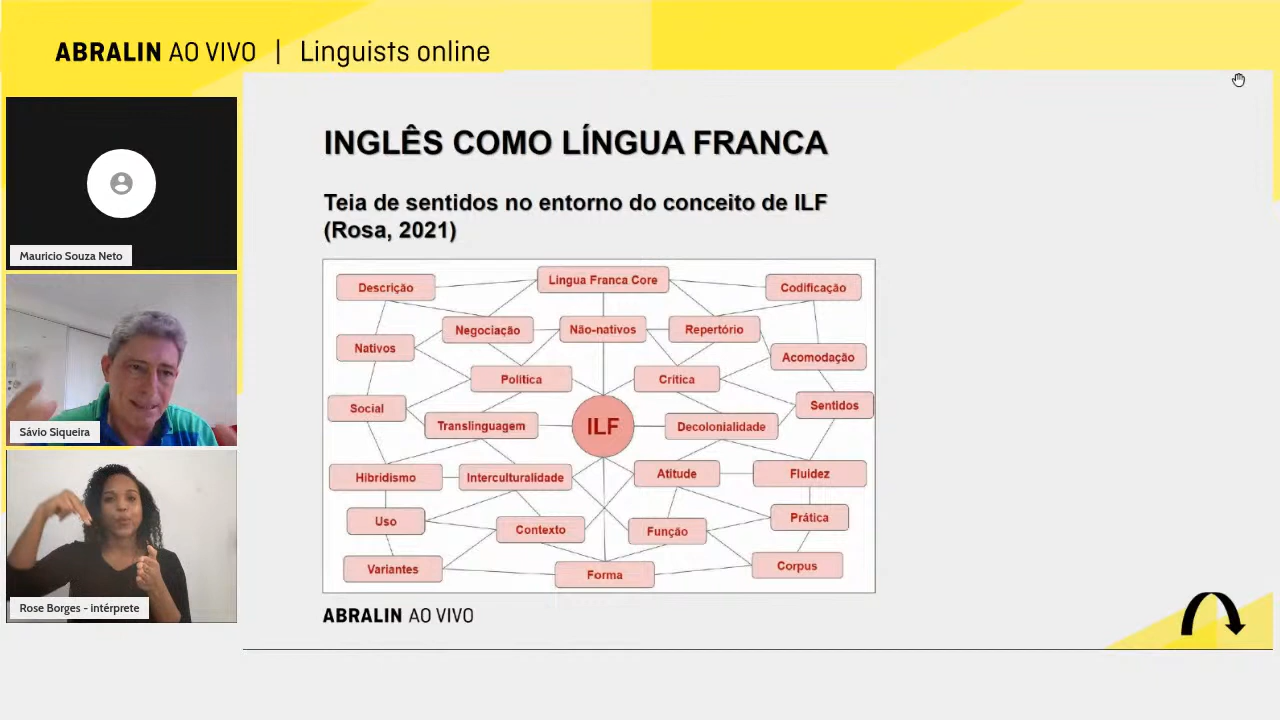 ABRALIN AO VIVO | Linguists online
Mauricio Souza Neto
Sávio Siqueira
Rose Borges - intérprete
INGLÊS COMO LÍNGUA FRANCA
Teia de sentidos no entorno do conceito de ILF
(Rosa, 2021)
Descrição
Lingua Franca Core
Codificação
Negociação
Não-nativos
Repertório
Nativos
Acomodação
Política
Crítica
Social
Sentidos
Translinguagem
ILF
Decolonialidade
Hibridismo
Interculturalidade
Atitude
Fluidez
Uso
Contexto
Função
Prática
Variantes
Forma
Corpus
ABRALIN AO VIVO